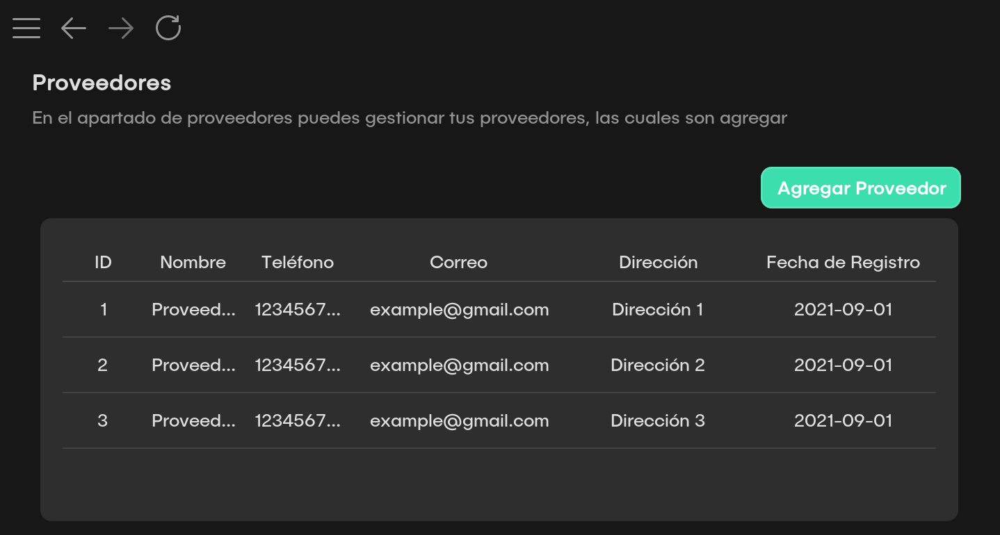 Proveedores
En el apartado de proveedores puedes gestionar tus proveedores, las cuales son agregar
Agregar Proveedor
ID Nombre Teléfono Correo Dirección Fecha de Registro
1 Proveed... 1234567... example@gmail.com Dirección 1 2021-09-01
2 Proveed... 1234567... example@gmail.com Dirección 2 2021-09-01
3 Proveed... 1234567... example@gmail.com Dirección 3 2021-09-01